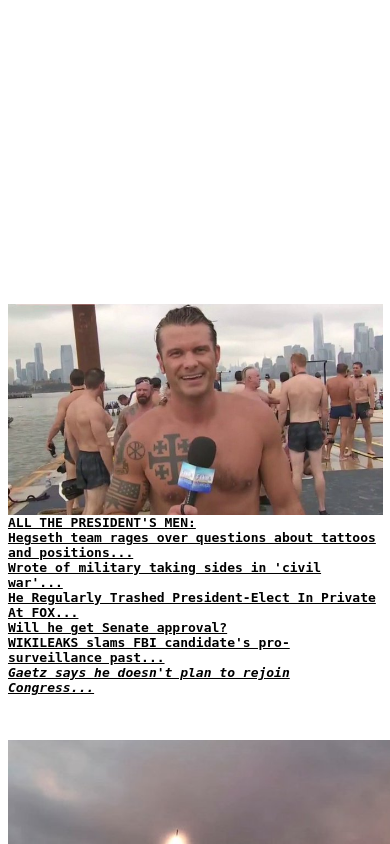 ALL THE PRESIDENT'S MEN:
Hegseth team rages over questions about tattoos
and positions...
Wrote of military taking sides in 'civil
war'...
He Regularly Trashed President-Elect In Private
At FOX...
Will he get Senate approval?
WIKILEAKS slams FBI candidate's pro-
surveillance past...
Gaetz says he doesn't plan to rejoin
Congress...